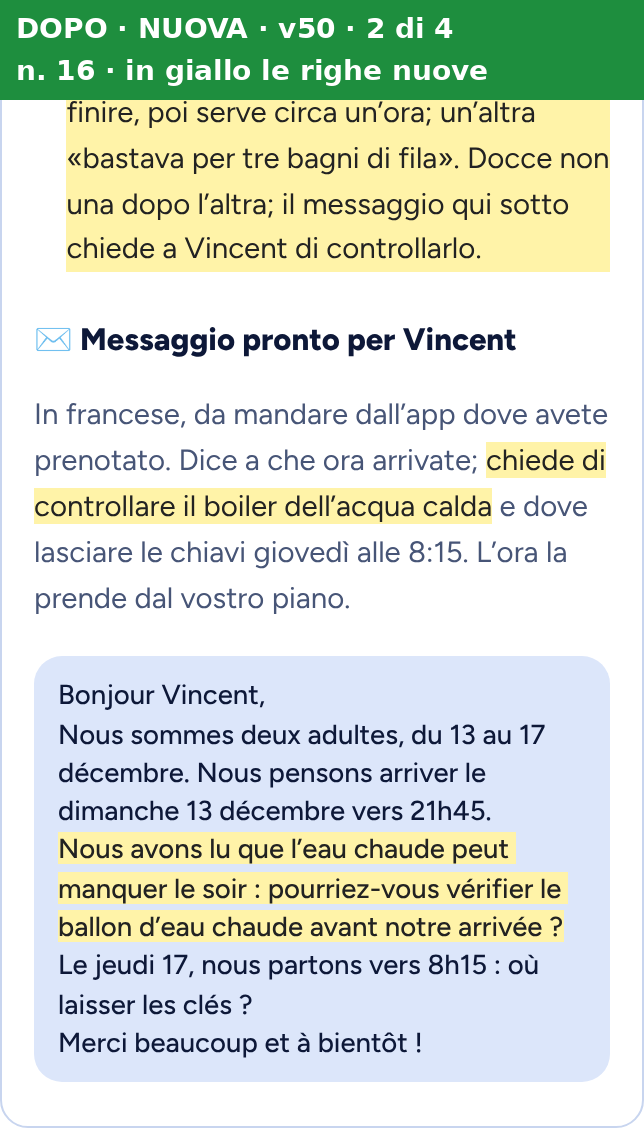 DOPO · NUOVA · v50 · 2 di 4
n. 16 · in giallo le righe nuove
finire, poi serve circa un’ora; un’altra
«bastava per tre bagni di fila». Docce non
una dopo l’altra; il messaggio qui sotto
chiede a Vincent di controllarlo.
✉️ Messaggio pronto per Vincent
In francese, da mandare dall’app dove avete
prenotato. Dice a che ora arrivate; chiede di
controllare il boiler dell’acqua calda e dove
lasciare le chiavi giovedì alle 8:15. L’ora la
prende dal vostro piano.
Bonjour Vincent,
Nous sommes deux adultes, du 13 au 17
décembre. Nous pensons arriver le
dimanche 13 décembre vers 21h45.
Nous avons lu que l’eau chaude peut
manquer le soir : pourriez-vous vérifier le
ballon d’eau chaude avant notre arrivée ?
Le jeudi 17, nous partons vers 8h15 : où
laisser les clés ?
Merci beaucoup et à bientôt !